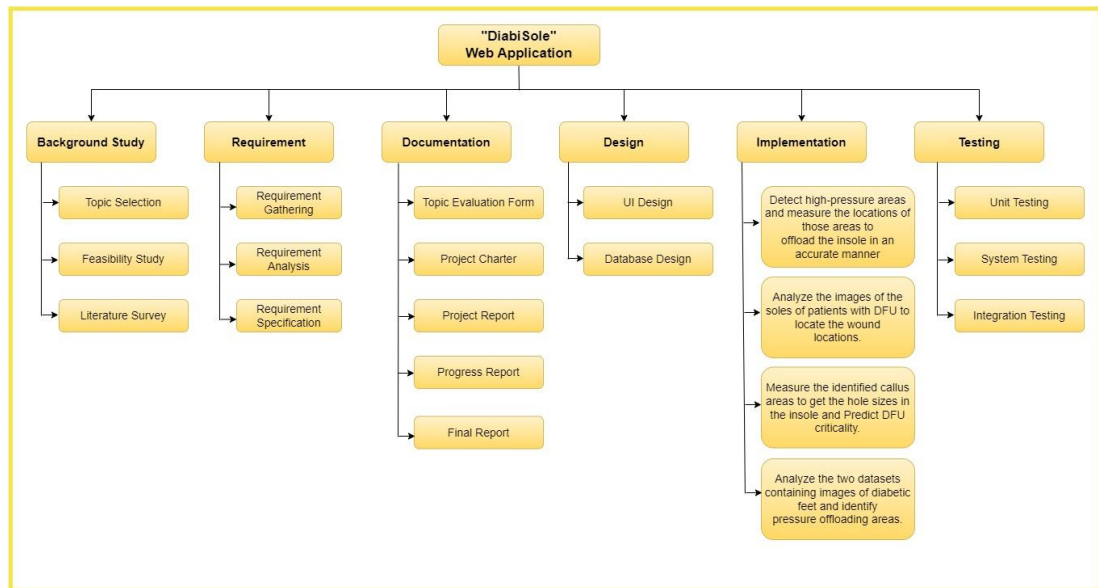 "DiabiSole"
Web Application
Background Study
Requirement
Documentation
Design
Implementation
Testing
Topic Selection
Feasibility Study
Literature Survey
Requirement
Gathering
Requirement
Analysis
Requirement
Specification
Topic Evaluation Form
Project Charter
Project Report
Progress Report
Final Report
UI Design
Database Design
Detect high-pressure areas
and measure the locations of
those areas to
offload the insole in an
accurate manner
Analyze the images of the
soles of patients with DFU to
locate the wound
locations.
Measure the identified callus
areas to get the hole sizes in
the insole and Predict DFU
criticality.
Analyze the two datasets
containing images of diabetic
feet and identify
pressure offloading areas.
Unit Testing
System Testing
Integration Testing